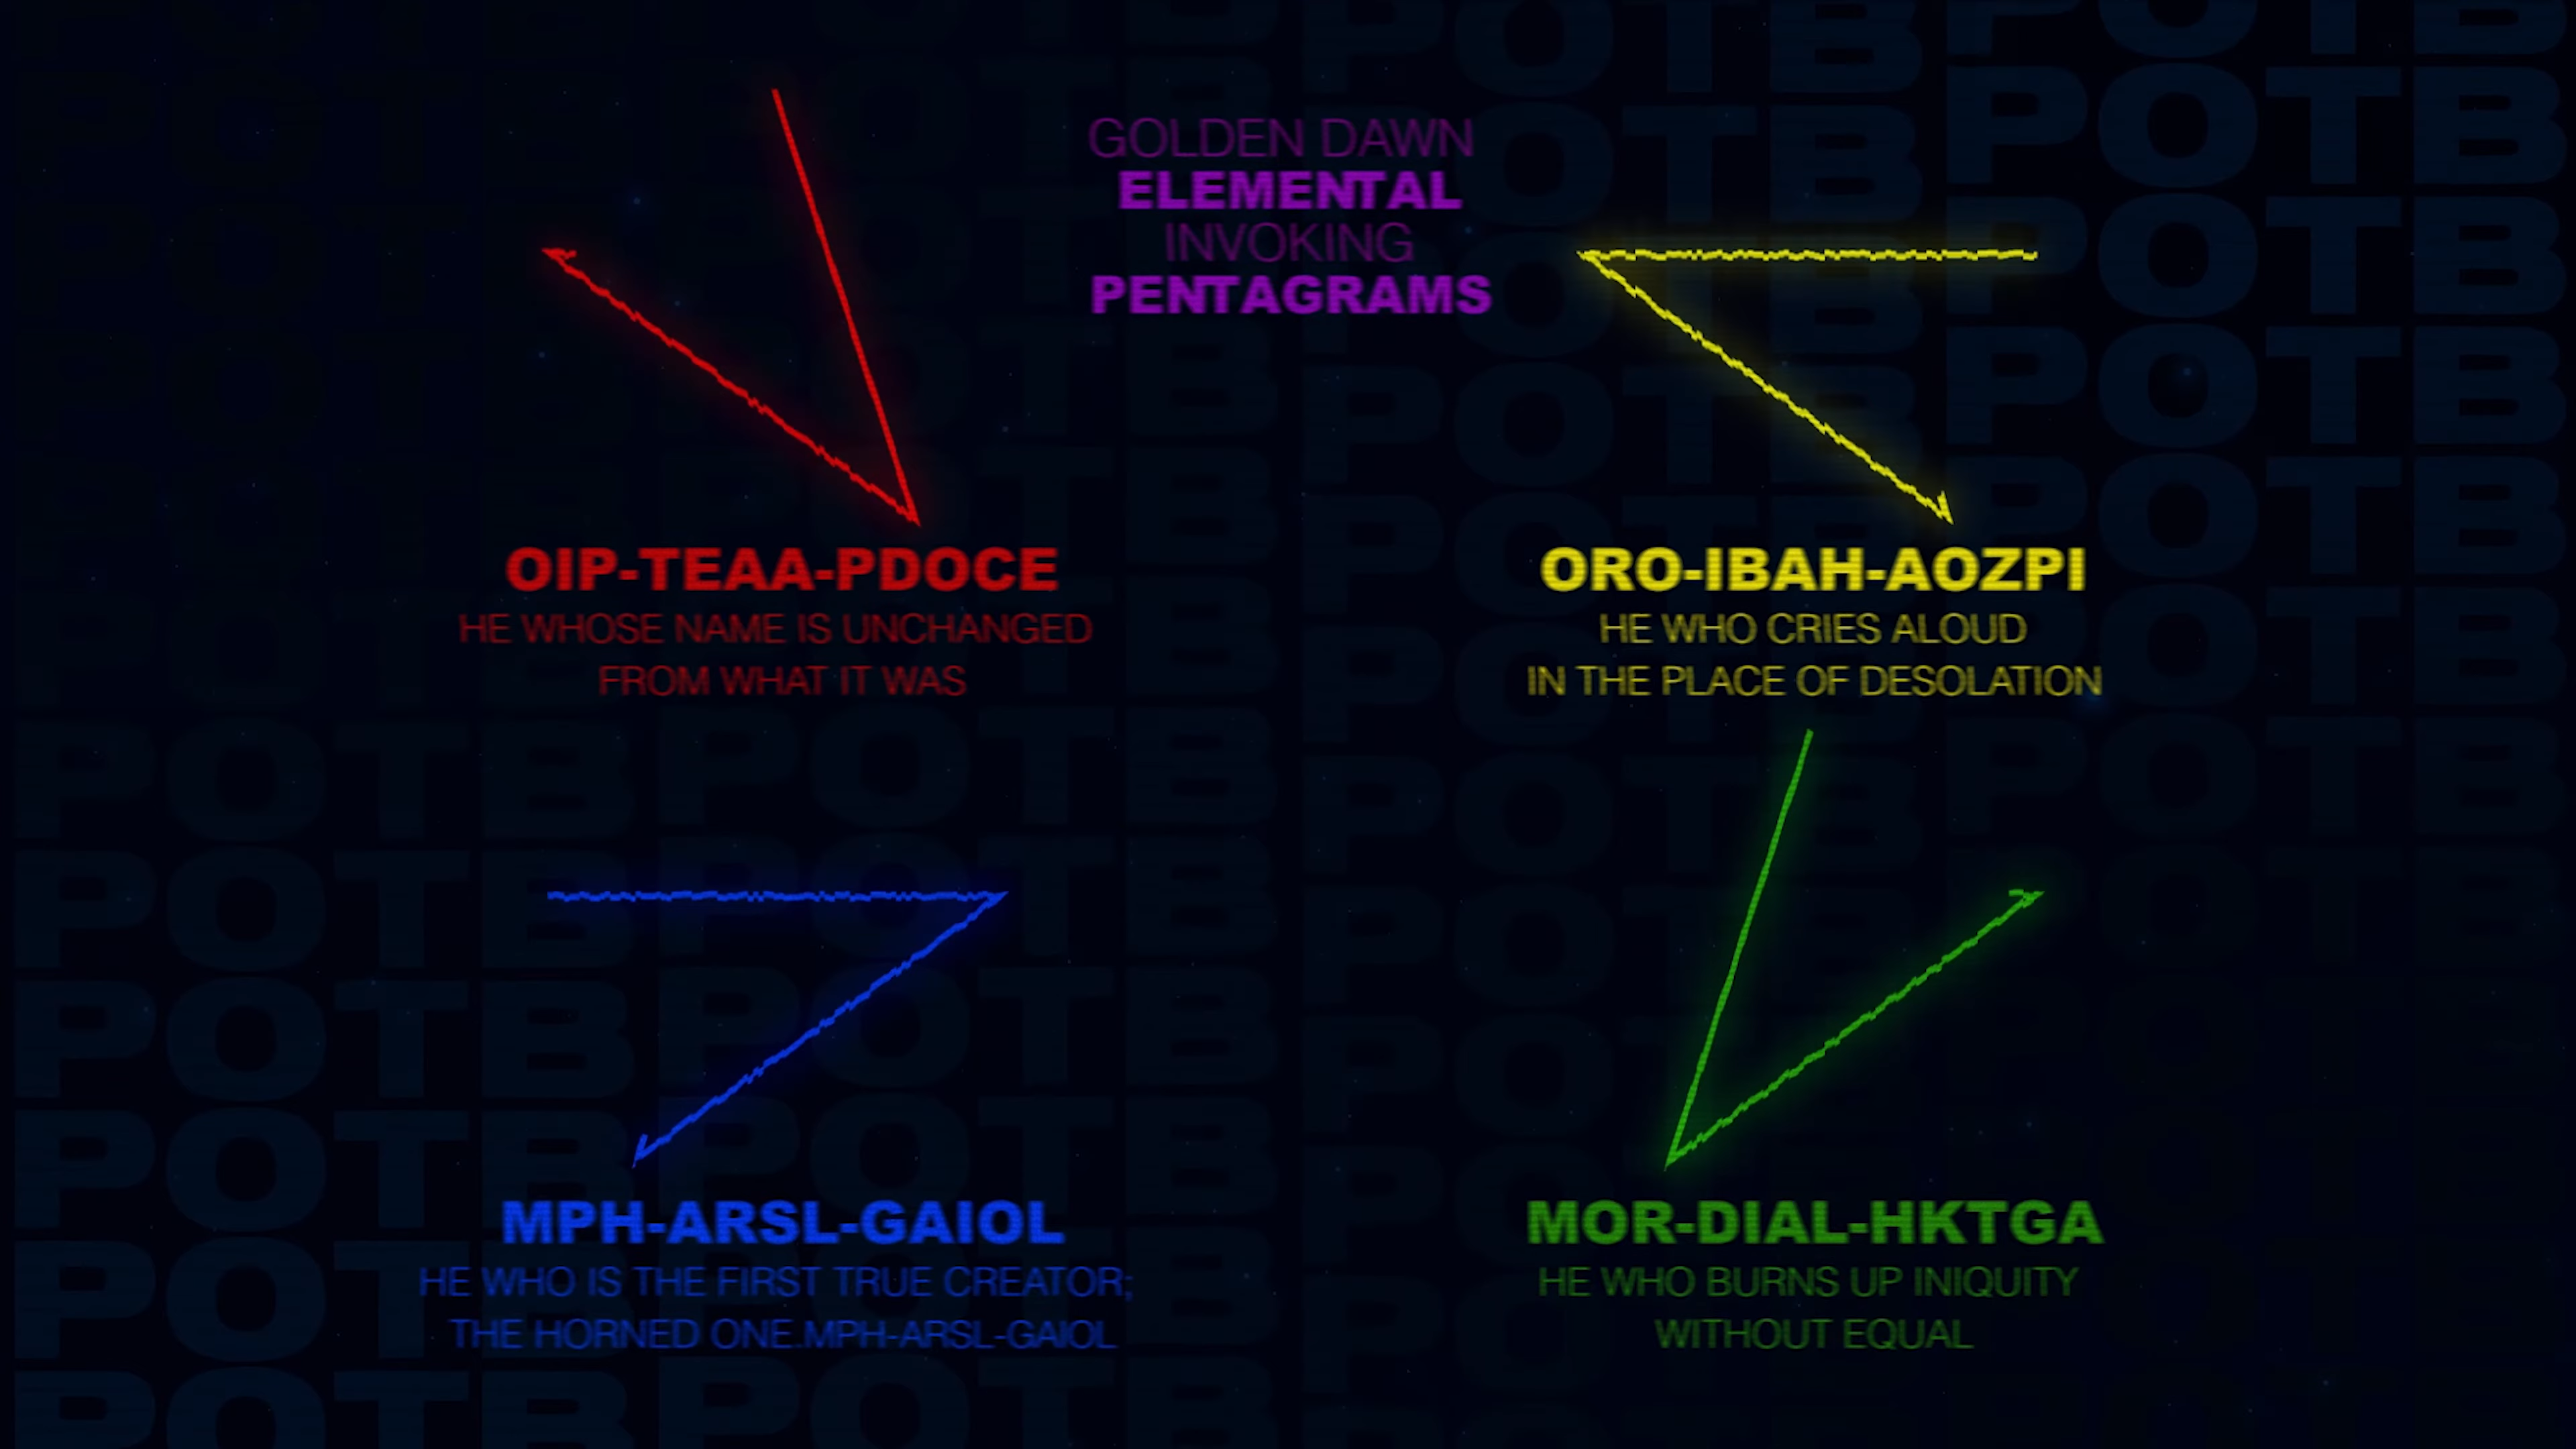 GOLDEN DAWN
ELEMENTAL
INVOKING
PENTAGRAMS
OIP-TEAA-PDOCE
HE WHOSE NAME IS UNCHANGED
FROM WHAT IT WAS
ORO-IBAH-AOZPI
HE WHO CRIES ALOUD
IN THE PLACE OF DESOLATION
MPH-ARSL-GAIOL
HE WHO IS THE FIRST TRUE CREATOR;
THE HORNED ONE.MPH-ARSL-GAIOL
MOR-DIAL-HKTGA
HE WHO BURNS UP INIQUITY
WITHOUT EQUAL
POTB